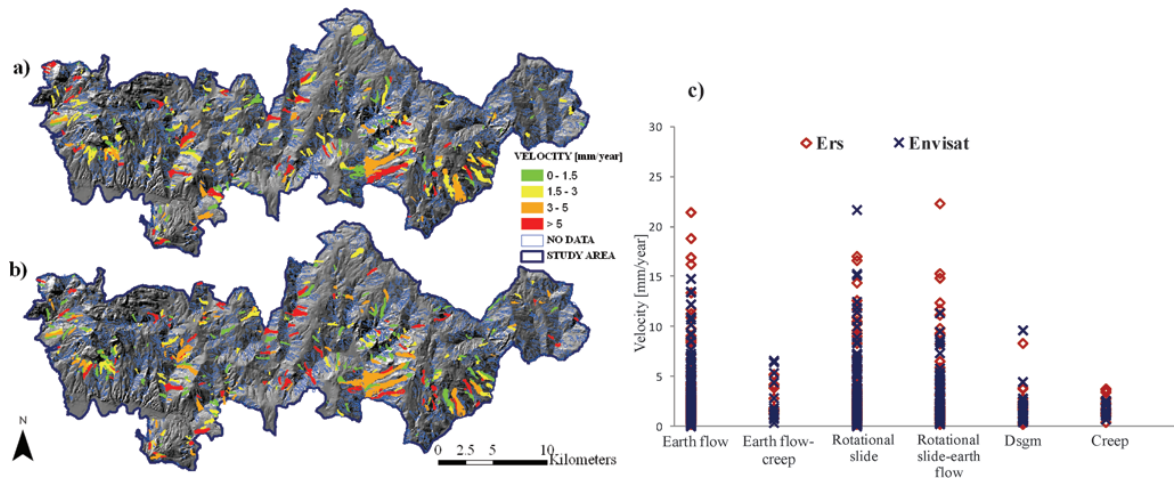 a)
VELOCITY [mm/year]
0 - 1.5
1.5 - 3
3 - 5
> 5
NO DATA
STUDY AREA
b)
N
0 2.5 5 10
Kilometers
c)
Ers Envisat
Velocity [mm/year]
30
25
20
15
10
5
0
Earth flow
Earth flow-
creep
Rotational
slide
Rotational
slide-earth
flow
Dsgm
Creep